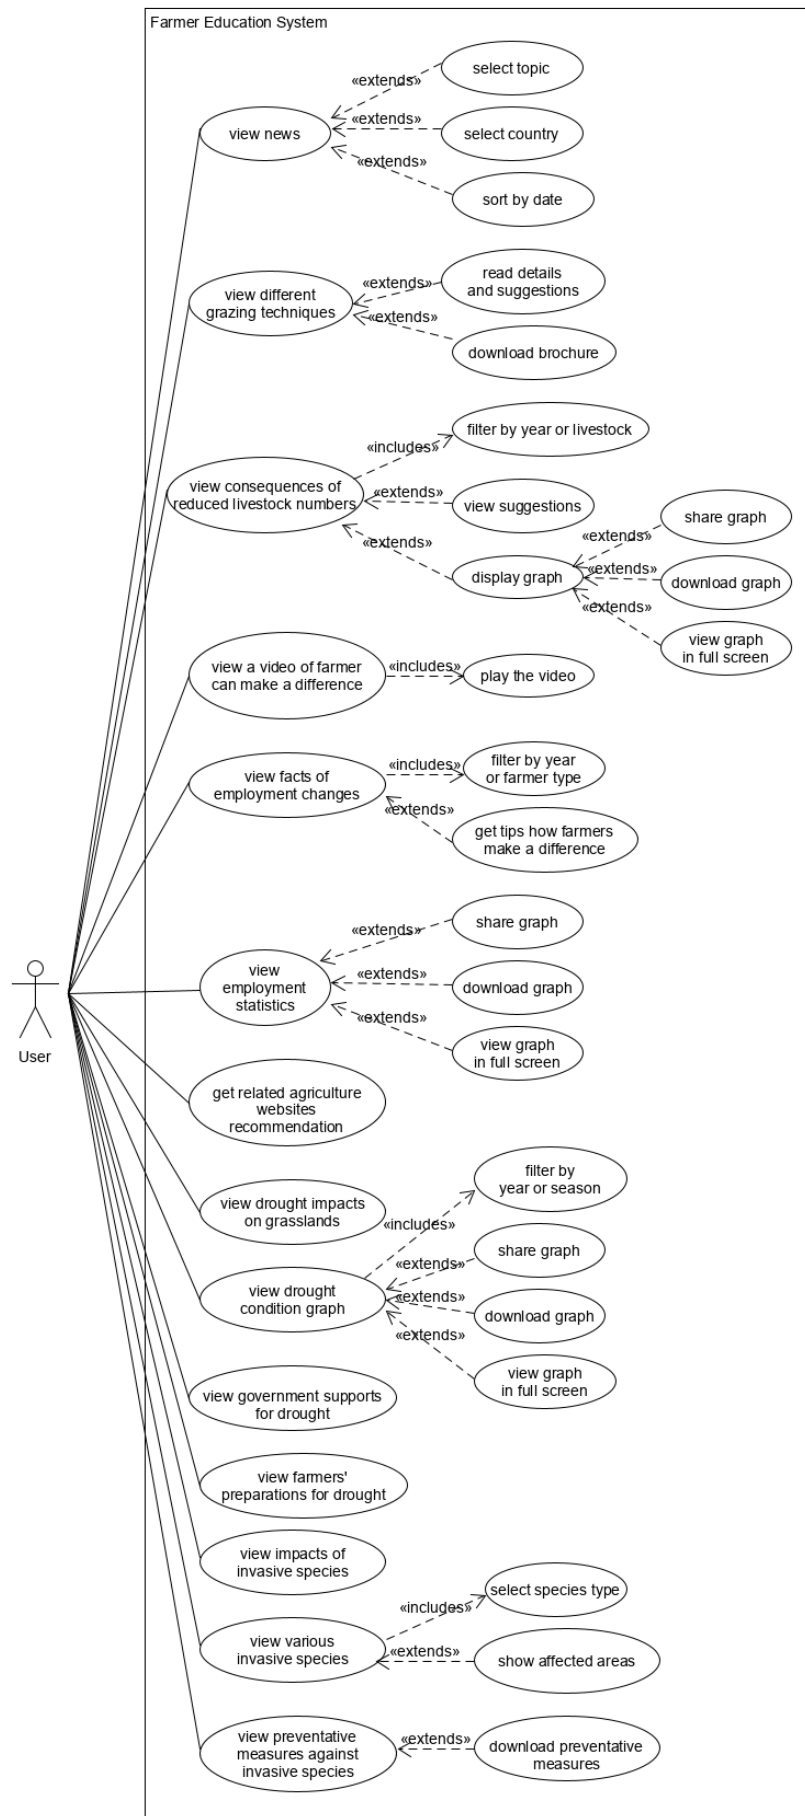 Farmer Education System
«extends»
select topic
view news
«extends»
select country
«extends»
sort by date
view different
grazing techniques
«extends»
read details
and suggestions
«extends»
download brochure
view consequences of
reduced livestock numbers
«includes»
filter by year or livestock
«extends»
view suggestions
«extends»
display graph
«extends»
share graph
«extends»
download graph
«extends»
view graph
in full screen
view a video of farmer
can make a difference
«includes»
play the video
view facts of
employment changes
«includes»
filter by year
or farmer type
«extends»
get tips how farmers
make a difference
User
view
employment
statistics
«extends»
share graph
«extends»
download graph
«extends»
view graph
in full screen
get related agriculture
websites
recommendation
view drought impacts
on grasslands
view drought
condition graph
«includes»
filter by
year or season
«extends»
share graph
«extends»
download graph
«extends»
view graph
in full screen
view government supports
for drought
view farmers'
preparations for drought
view impacts of
invasive species
view various
invasive species
«includes»
select species type
«extends»
show affected areas
view preventative
measures against
invasive species
«extends»
download preventative
measures